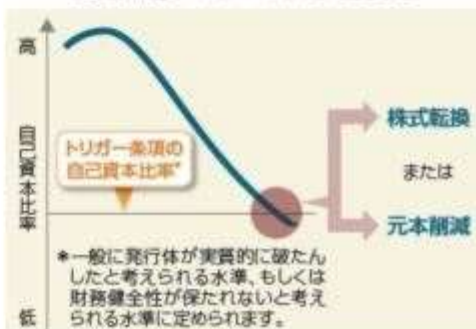 高
自己資本比率
低
トリガー条項の
自己資本比率*
株式転換
または
元本削減
*一般に発行体が実質的に破たん
したと考えられる水準、もしくは
財務健全性が保たれないと考え
られる水準に定められます。